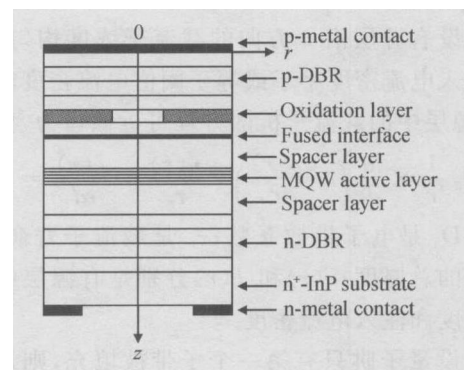 0
p-metal contact
r
p-DBR
Oxidation layer
Fused interface
Spacer layer
MQW active layer
Spacer layer
n-DBR
n⁺-InP substrate
n-metal contact
z